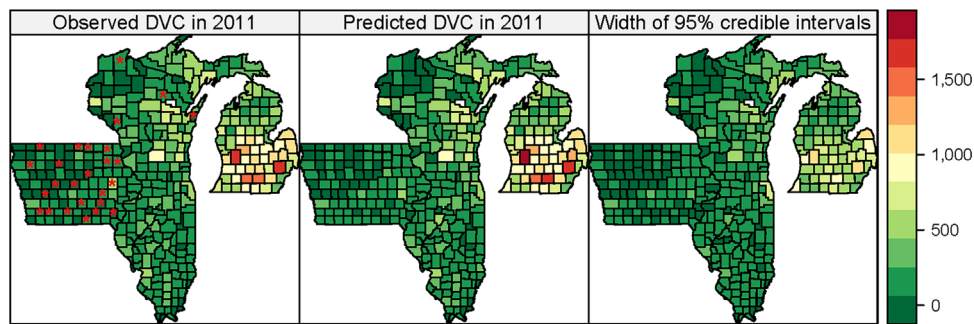 Observed DVC in 2011
Predicted DVC in 2011
Width of 95% credible intervals
1,500
1,000
500
0